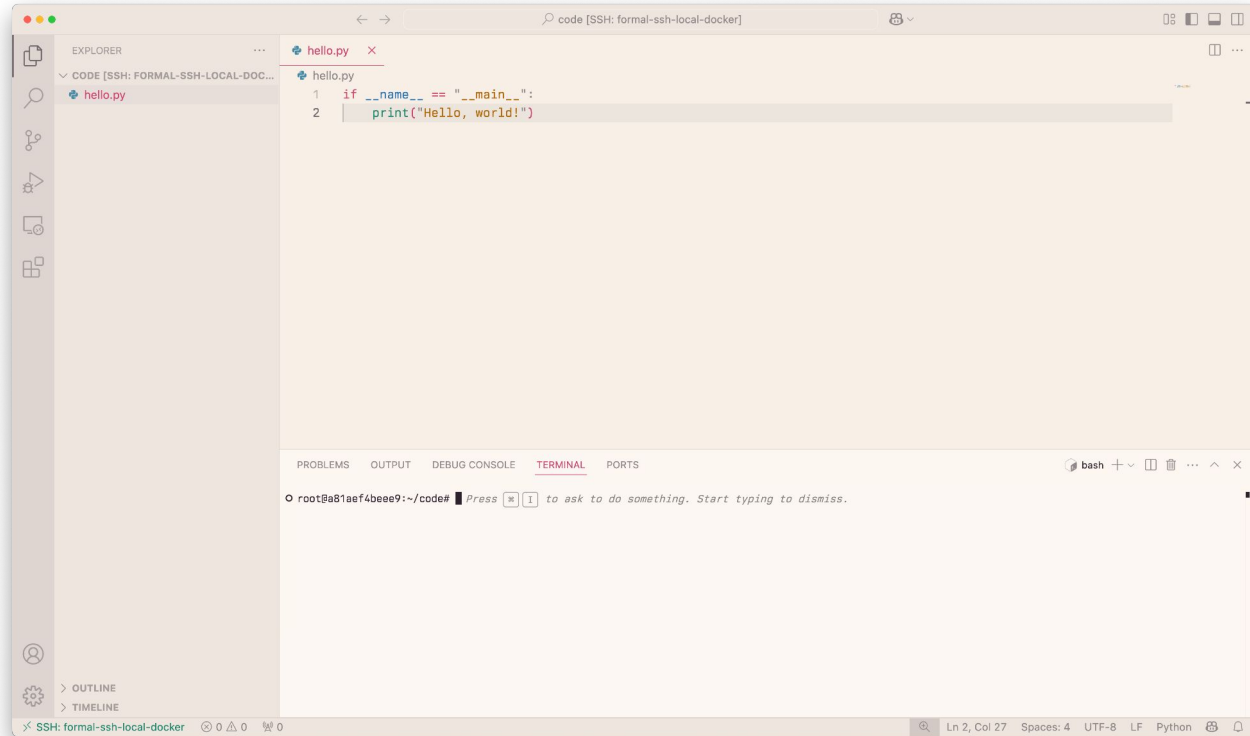 code [SSH: formal-ssh-local-docker]
EXPLORER
CODE [SSH: FORMAL-SSH-LOCAL-DOC...
hello.py
OUTLINE
TIMELINE
hello.py
hello.py
1 if __name__ == "__main__":
2 print("Hello, world!")
PROBLEMS OUTPUT DEBUG CONSOLE TERMINAL PORTS
bash
root@a81aef4beee9:~/code# Press ⌘ I to ask to do something. Start typing to dismiss.
SSH: formal-ssh-local-docker 0 0 0 Ln 2, Col 27 Spaces: 4 UTF-8 LF Python